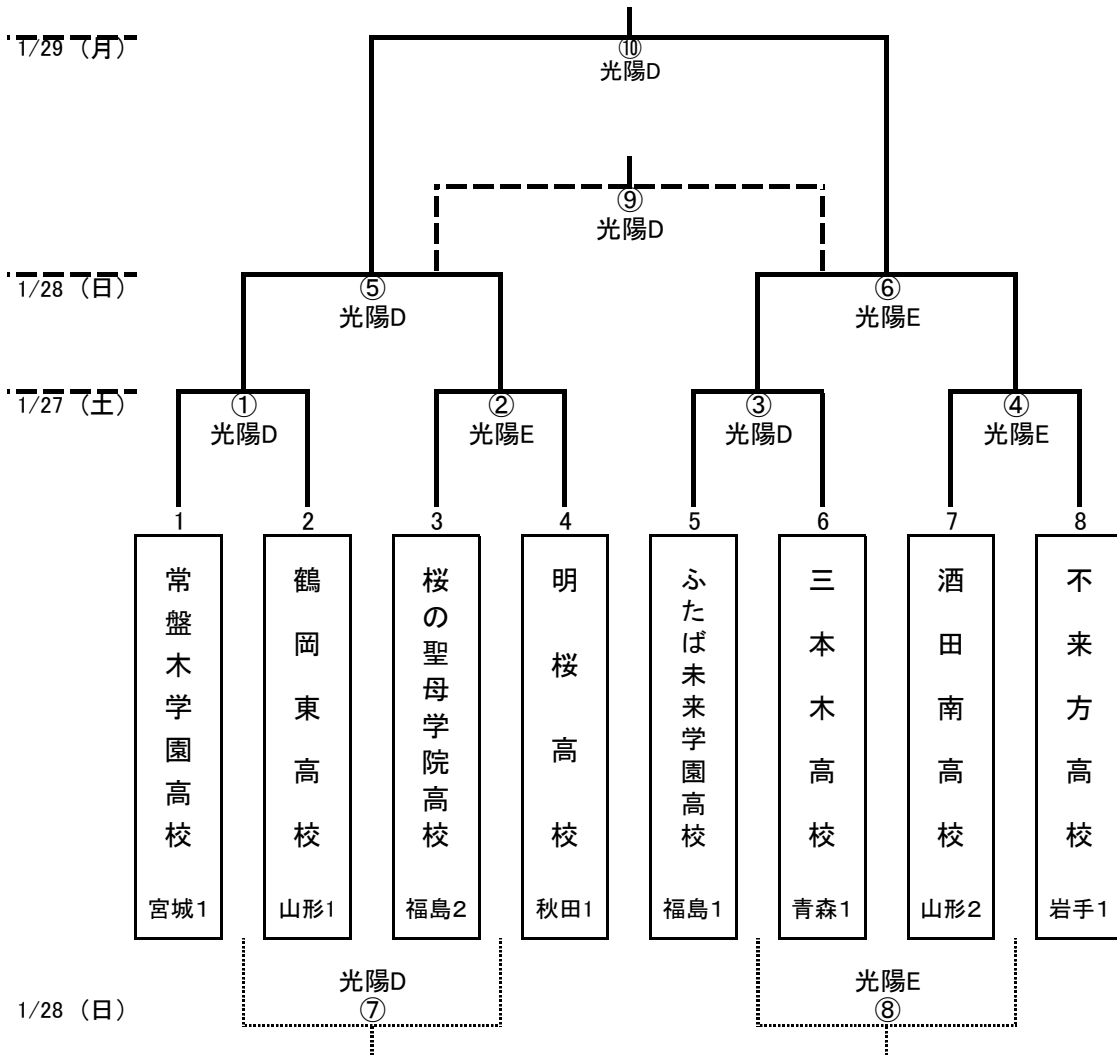 1/29 (月)
⑩
光陽D
⑨
光陽D
1/28 (日)
⑤
光陽D
⑥
光陽E
1/27 (土)
①
光陽D
②
光陽E
③
光陽D
④
光陽E
1 2 3 4 5 6 7 8
常盤木学園高校
宮城1
鶴岡東高校
山形1
桜の聖母学院高校
福島2
明桜高校
秋田1
ふたば未来学園高校
福島1
三本木高校
青森1
酒田南高校
山形2
不来方高校
岩手1
光陽D
⑦
光陽E
⑧
1/28 (日)